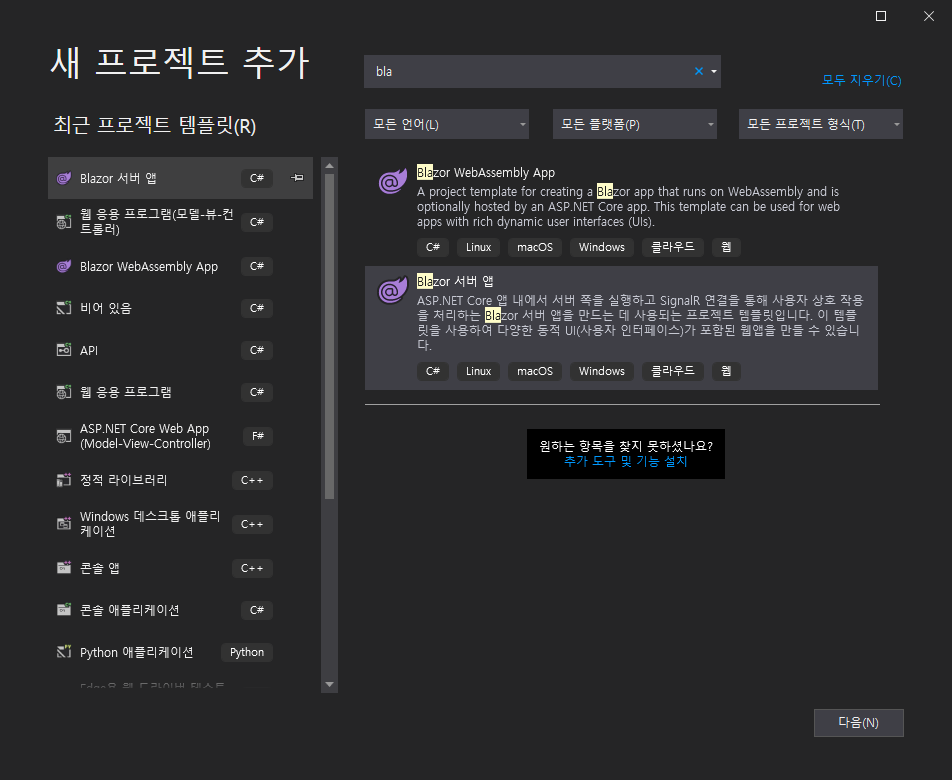 새 프로젝트 추가
최근 프로젝트 템플릿(R)
Blazor 서버 앱 C#
웹 응용 프로그램(모델-뷰-컨
트롤러) C#
Blazor WebAssembly App C#
비어 있음 C#
API C#
웹 응용 프로그램 C#
ASP.NET Core Web App
(Model-View-Controller) F#
정적 라이브러리 C++
Windows 데스크톱 애플리
케이션 C++
콘솔 앱 C++
콘솔 애플리케이션 C#
Python 애플리케이션 Python
Edge용 웹 드라이버 테스트
bla
모두 지우기(C)
모든 언어(L) 모든 플랫폼(P) 모든 프로젝트 형식(T)
Blazor WebAssembly App
A project template for creating a Blazor app that runs on WebAssembly and is
optionally hosted by an ASP.NET Core app. This template can be used for web
apps with rich dynamic user interfaces (UIs).
C# Linux macOS Windows 클라우드 웹
Blazor 서버 앱
ASP.NET Core 앱 내에서 서버 쪽을 실행하고 SignalR 연결을 통해 사용자 상호 작용
을 처리하는 Blazor 서버 앱을 만드는 데 사용되는 프로젝트 템플릿입니다. 이 템플
릿을 사용하여 다양한 동적 UI(사용자 인터페이스)가 포함된 웹앱을 만들 수 있습니
다.
C# Linux macOS Windows 클라우드 웹
원하는 항목을 찾지 못하셨나요?
추가 도구 및 기능 설치
다음(N)